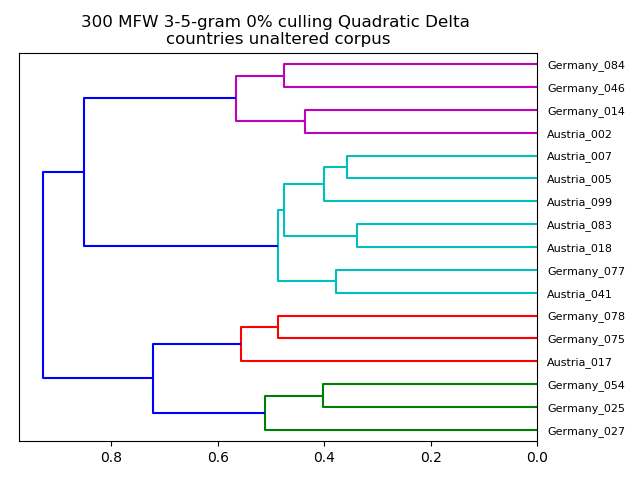 300 MFW 3-5-gram 0% culling Quadratic Delta
countries unaltered corpus
Germany_084
Germany_046
Germany_014
Austria_002
Austria_007
Austria_005
Austria_099
Austria_083
Austria_018
Germany_077
Austria_041
Germany_078
Germany_075
Austria_017
Germany_054
Germany_025
Germany_027
0.8 0.6 0.4 0.2 0.0